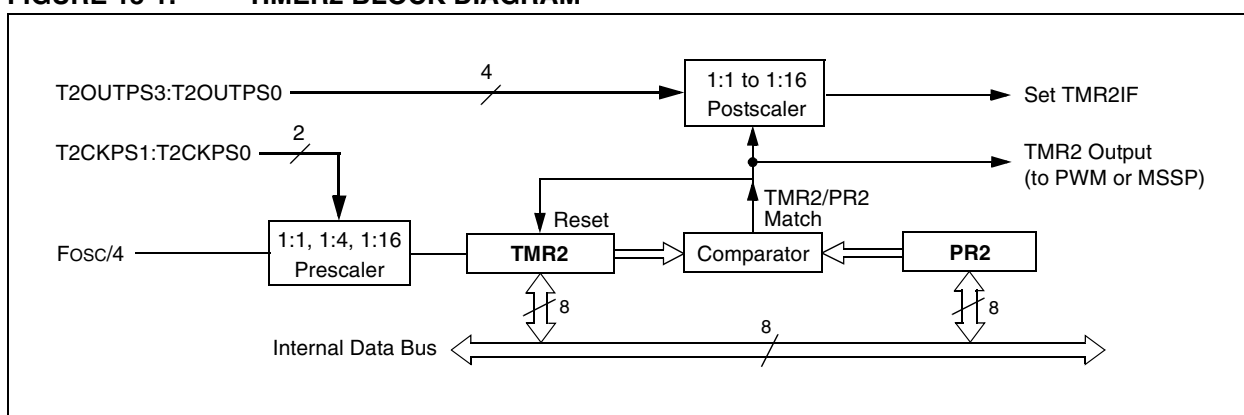 TIMER2 BLOCK DIAGRAM
T2OUTPS3:T2OUTPS0
4
1:1 to 1:16
Postscaler
Set TMR2IF
T2CKPS1:T2CKPS0
2
TMR2 Output
(to PWM or MSSP)
TMR2/PR2
Match
Reset
FOSC/4
1:1, 1:4, 1:16
Prescaler
TMR2
Comparator
PR2
8
8
8
Internal Data Bus